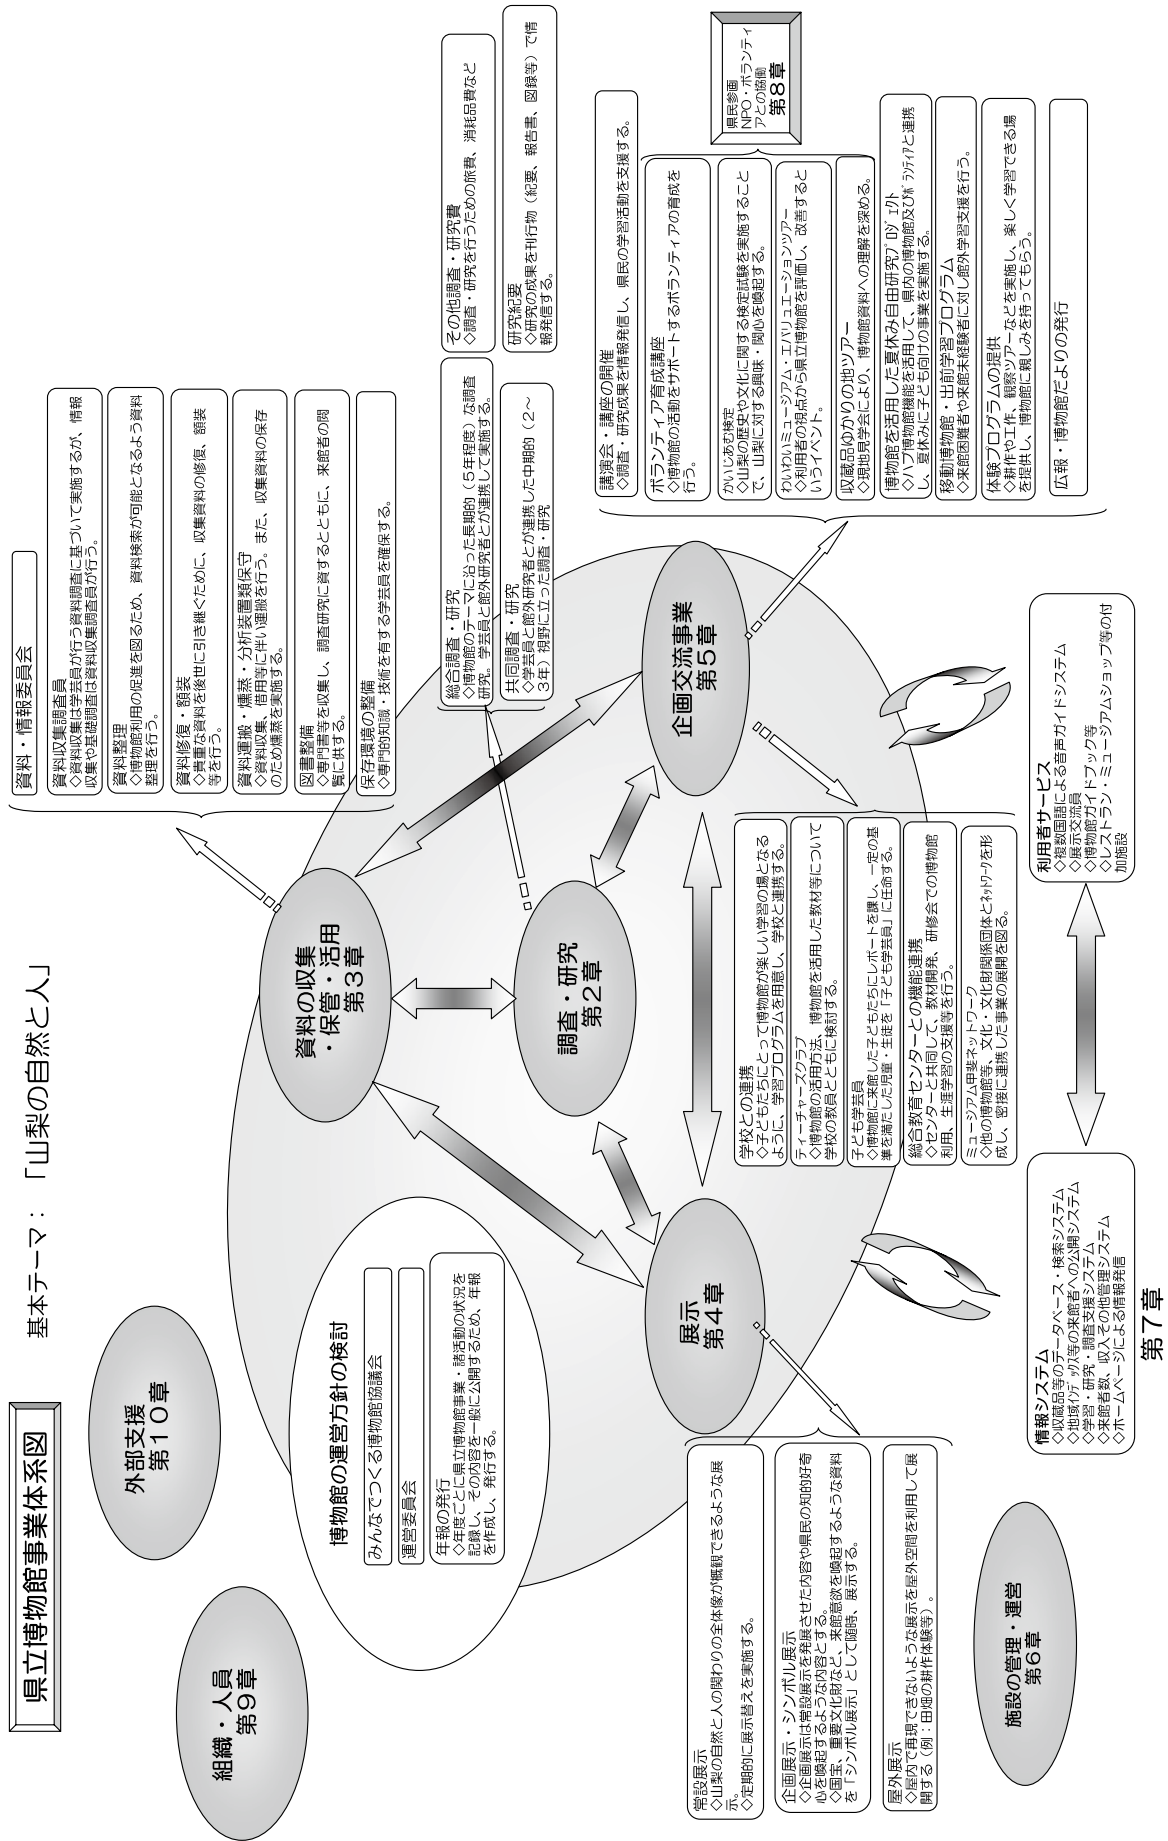 県立博物館事業体系図
基本テーマ：「山梨の自然と人」
組織・人員
第９章
外部支援
第１０章
博物館の運営方針の検討
みんなでつくる博物館協議会
運営委員会
年報の発行
◇年度ごとに県立博物館事業・諸活動の状況を
記録し、その内容を一般に公開するため、年報
を作成し、発行する。
資料の収集
・保管・活用
第３章
資料・情報委員会
資料収集調査員
◇資料収集は学芸員が行う資料調査に基づいて実施するが、情報
収集や基礎調査は資料収集調査員が行う。
資料整理
◇博物館利用の促進を図るため、資料検索が可能となるよう資料
整理を行う。
資料修復・額装
◇貴重な資料を後世に引き継ぐために、収集資料の修復、額装
等を行う。
資料運搬・燻蒸・分析装置類保守
◇資料収集、借用等に伴い運搬を行う。また、収集資料の保存
のため燻蒸を実施する。
図書整備
◇専門書等を収集し、調査研究に資するとともに、来館者の閲
覧に供する。
保存環境の整備
◇専門的知識・技術を有する学芸員を確保する。
調査・研究
第２章
総合調査・研究
◇博物館のテーマに沿った長期的（５年程度）な調査
研究。学芸員と館外研究者とが連携して実施する。
共同調査・研究
◇学芸員と館外研究者とが連携した中期的（２～
３年）視野に立った調査・研究
その他調査・研究費
◇調査・研究を行うための旅費、消耗品費など
研究紀要
◇研究の成果を刊行物（紀要、報告書、図録等）で情
報発信する。
企画交流事業
第５章
講演会・講座の開催
◇調査・研究成果を情報発信し、県民の学習活動を支援する。
ボランティア育成講座
◇博物館の活動をサポートするボランティアの育成を
行う。
かいじあむ検定
◇山梨の歴史や文化に関する検定試験を実施すること
で、山梨に対する興味・関心を喚起する。
わいわいミュージアム・エバリュエーションツアー
◇利用者の視点から県立博物館を評価し、改善すると
いうイベント。
収蔵品ゆかりの地ツアー
◇現地見学会により、博物館資料への理解を深める。
博物館を活用した夏休み自由研究ﾌﾟﾛｼﾞｪｸﾄ
◇ハブ博物館機能を活用して、県内の博物館及びﾎﾞﾗﾝﾃｨｱと連携
し、夏休みに子ども向けの事業を実施する。
移動博物館・出前学習プログラム
◇来館困難者や来館未経験者に対し館外学習支援を行う。
体験プログラムの提供
◇耕作や工作、観察ツアーなどを実施し、楽しく学習できる場
を提供し、博物館に親しみを持ってもらう。
広報・博物館だよりの発行
県民参画
NPO・ボランティ
アとの協働
第８章
学校との連携
◇子どもたちにとって博物館が楽しい学習の場となる
ように、学習プログラムを用意し、学校と連携する。
ティーチャーズクラブ
◇博物館の活用方法、博物館を活用した教材等について
学校の教員とともに検討する。
子ども学芸員
◇博物館に来館した子どもたちにレポートを課し、一定の基
準を満たした児童・生徒を「子ども学芸員」に任命する。
総合教育センターとの機能連携
◇センターと共同して、教材開発、研修会での博物館
利用、生涯学習の支援等を行う。
ミュージアム甲斐ネットワーク
◇他の博物館等、文化・文化財関係団体とﾈｯﾄﾜｰｸを形
成し、密接に連携した事業の展開を図る。
展示
第４章
常設展示
◇山梨の自然と人の関わりの全体像が概観できるような展
示。
◇定期的に展示替えを実施する。
企画展示・シンボル展示
◇企画展示は常設展示を発展させた内容や県民の知的好奇
心を喚起するような内容とする。
◇国宝、重要文化財など、来館意欲を喚起するような資料
を「シンボル展示」として随時、展示する。
屋外展示
◇屋内で再現できないような展示を屋外空間を利用して展
開する（例：田畑の耕作体験等）。
施設の管理・運営
第６章
情報システム
◇収蔵品等のデータベース・検索システム
◇地域ｲﾝﾃﾞｯｸｽ等の来館者への公開システム
◇学習・研究・調査支援システム
◇来館者数、収入その他管理システム
◇ホームページによる情報発信
第７章
利用者サービス
◇複数国語による音声ガイドシステム
◇展示交流員
◇博物館ガイドブック等
◇レストラン・ミュージアムショップ等の付
加施設